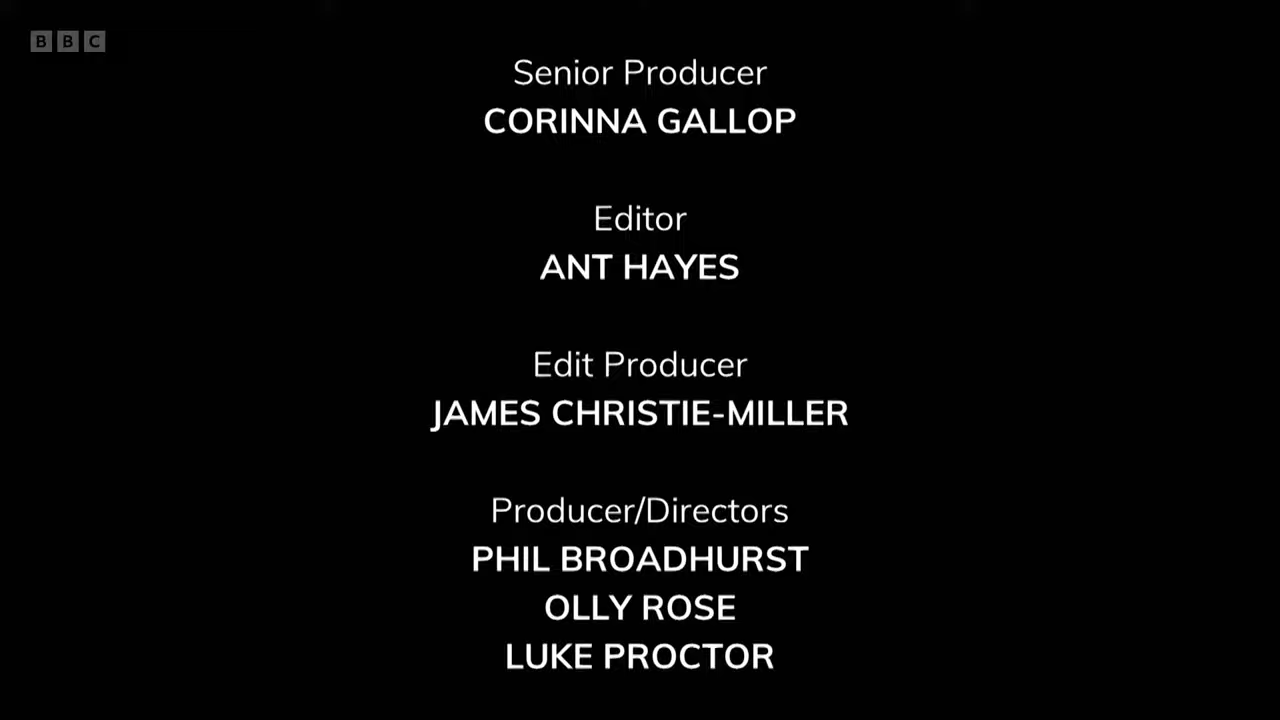 BBC
Senior Producer
CORINNA GALLOP
Editor
ANT HAYES
Edit Producer
JAMES CHRISTIE-MILLER
Producer/Directors
PHIL BROADHURST
OLLY ROSE
LUKE PROCTOR